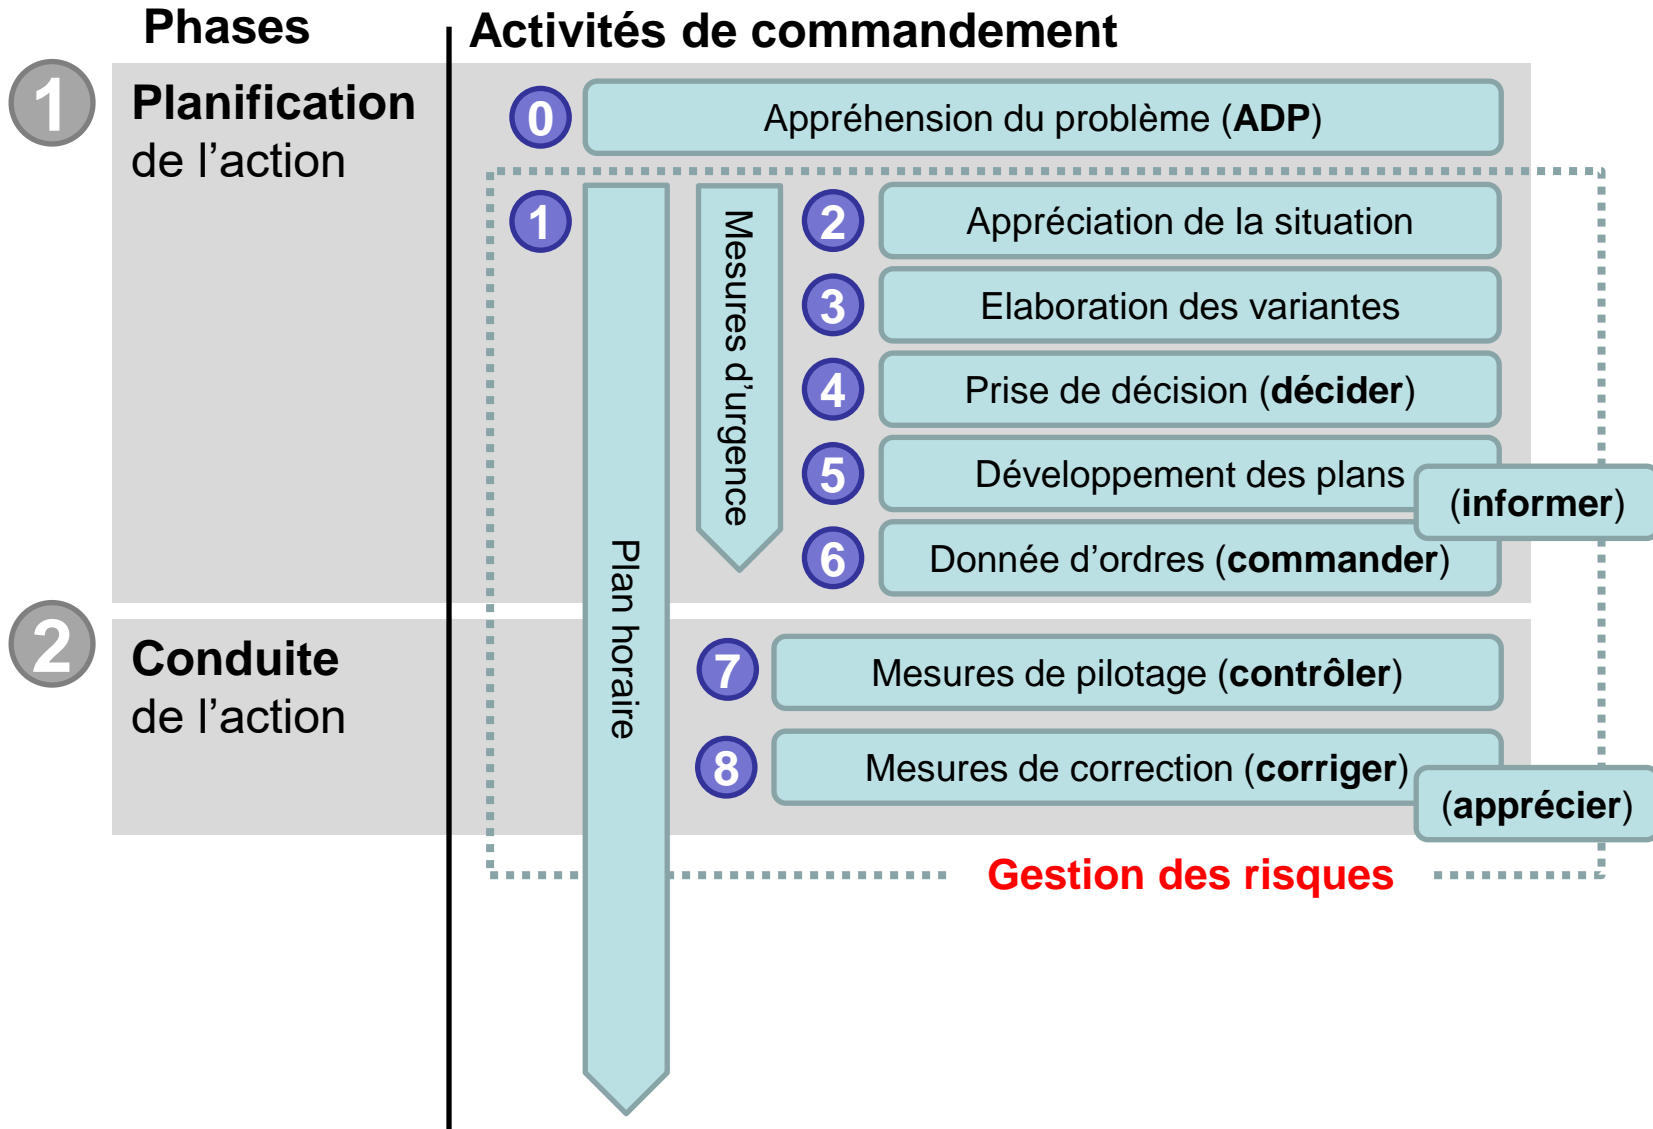 Phases
Activités de commandement
1
Planification
de l’action
0
Appréhension du problème (ADP)
1
Plan horaire
Mesures d’urgence
2
Appréciation de la situation
3
Elaboration des variantes
4
Prise de décision (décider)
5
Développement des plans
(informer)
6
Donnée d’ordres (commander)
2
Conduite
de l’action
7
Mesures de pilotage (contrôler)
8
Mesures de correction (corriger)
(apprécier)
Gestion des risques